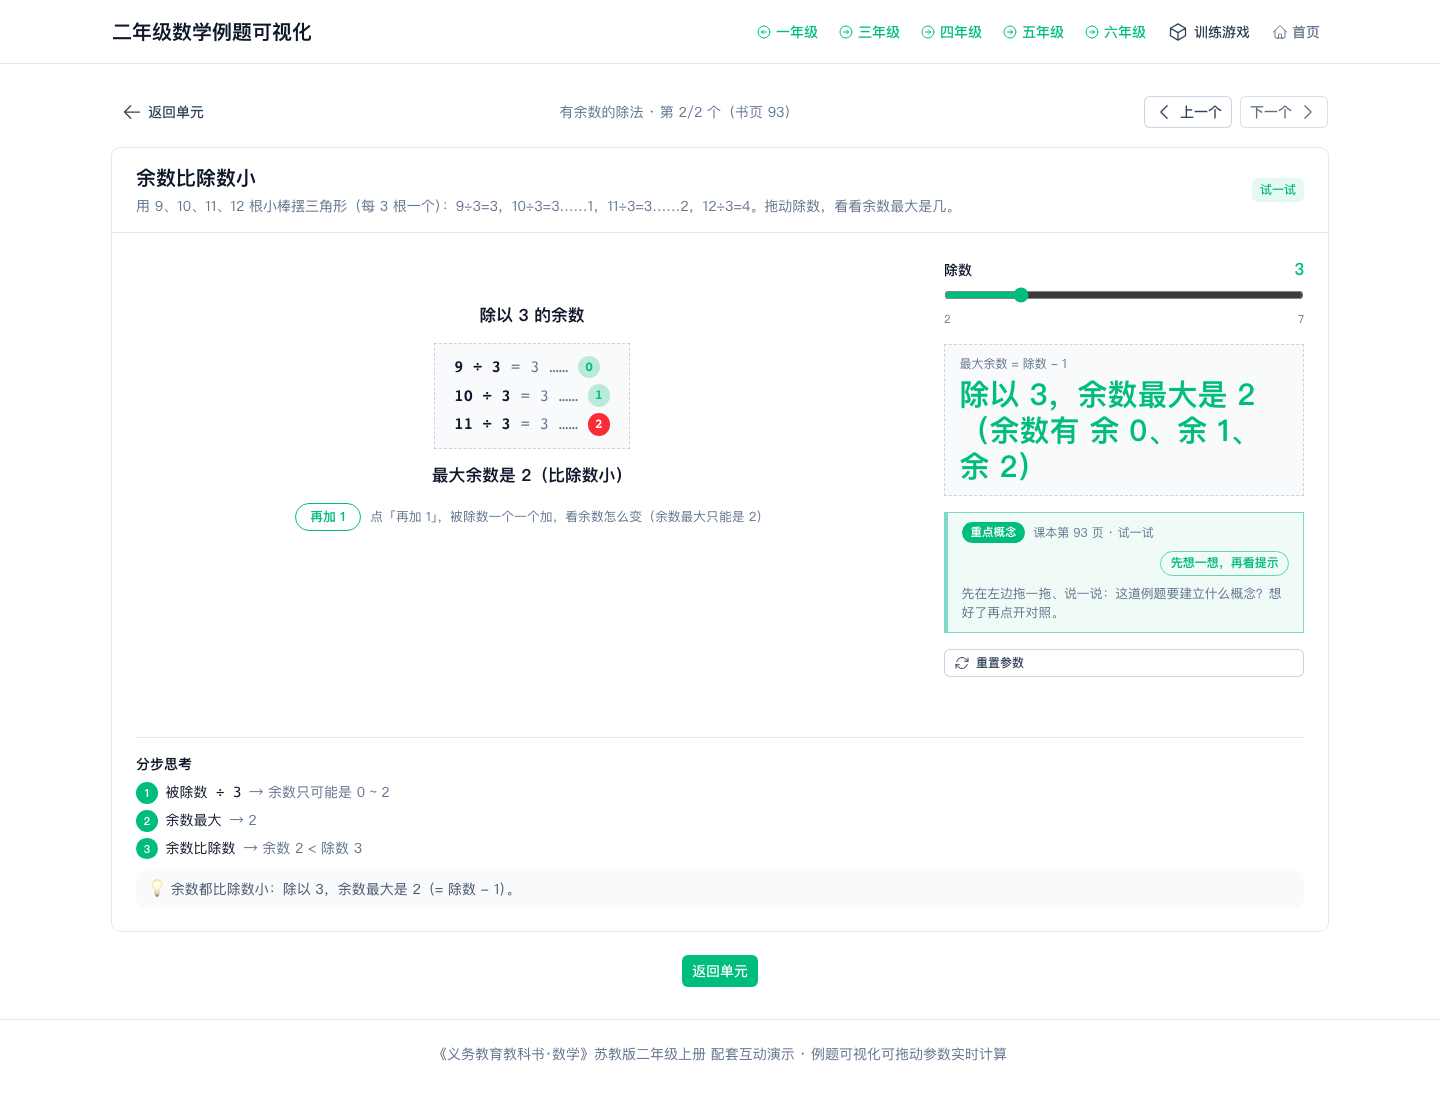 二年级数学例题可视化
一年级 三年级 四年级 五年级 六年级 训练游戏 首页
返回单元
有余数的除法 · 第 2/2 个（书页 93）
上一个 下一个
余数比除数小
用 9、10、11、12 根小棒摆三角形（每 3 根一个）：9÷3=3，10÷3=3……1，11÷3=3……2，12÷3=4。拖动除数，看看余数最大是几。
试一试
除以 3 的余数
9 ÷ 3 = 3 …… 0
10 ÷ 3 = 3 …… 1
11 ÷ 3 = 3 …… 2
最大余数是 2（比除数小）
再加 1 点「再加 1」，被除数一个一个加，看余数怎么变（余数最大只能是 2）
除数 3
2 7
最大余数 = 除数 − 1
除以 3，余数最大是 2
（余数有 余 0、余 1、
余 2）
重点概念 课本第 93 页 · 试一试
先想一想，再看提示
先在左边拖一拖、说一说：这道例题要建立什么概念？想
好了再点开对照。
重置参数
分步思考
1 被除数 ÷ 3 → 余数只可能是 0 ~ 2
2 余数最大 → 2
3 余数比除数 → 余数 2 < 除数 3
余数都比除数小：除以 3，余数最大是 2（= 除数 − 1）。
返回单元
《义务教育教科书·数学》苏教版二年级上册 配套互动演示 · 例题可视化可拖动参数实时计算